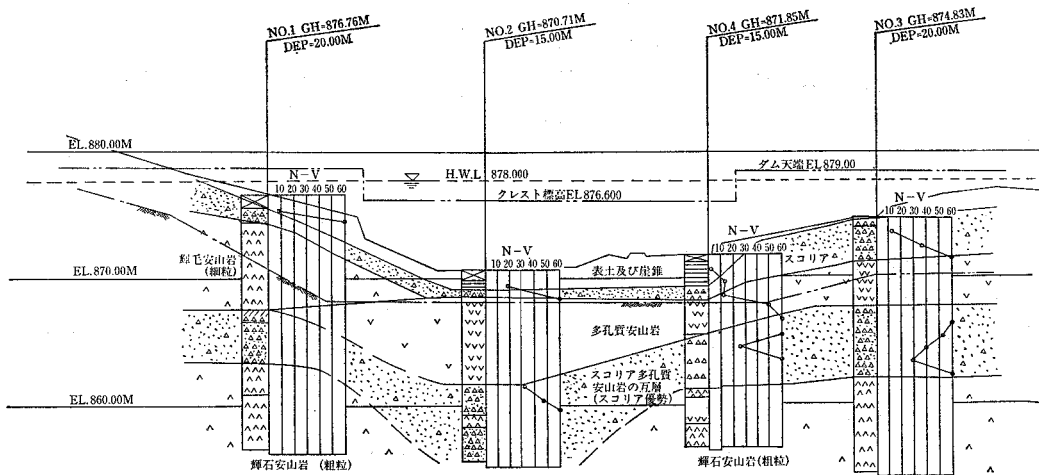 NO.1 GH=876.76M
DEP=20.00M
NO.2 GH=870.71M
DEP=15.00M
NO.4 GH=871.85M
DEP=15.00M
NO.3 GH=874.83M
DEP=20.00M
EL.880.00M
ダム天端EL879.00
H.W.L 878.000
クレスト標高EL876.600
N-V
10 20 30 40 50 60
N-V
10 20 30 40 50 60
N-V
10 20 30 40 50 60
N-V
10 20 30 40 50 60
スコリア
表土及び崖錐
石安山岩
(細粒)
EL.870.00M
多孔質安山岩
スコリア多孔質
安山岩の互層
(スコリア優勢)
EL.860.00M
輝石安山岩 (粗粒)
輝石安山岩(粗粒)